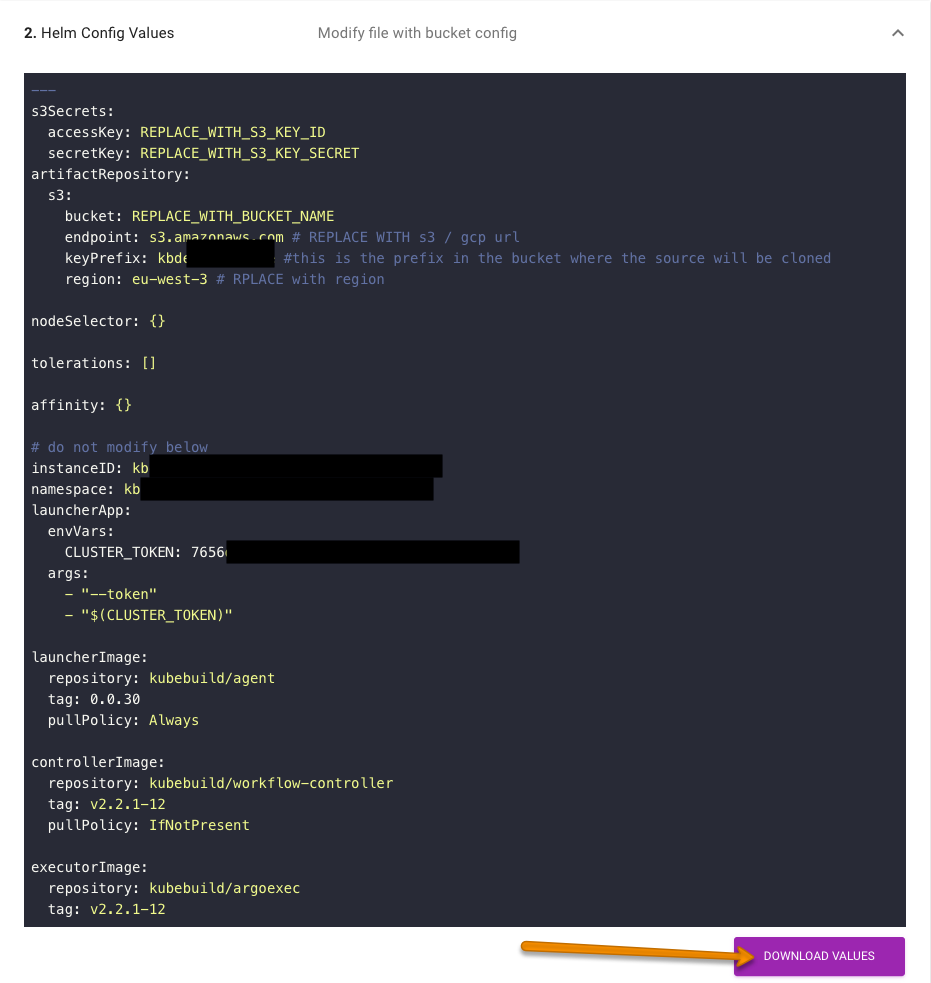 2. Helm Config Values Modify file with bucket config
---
s3Secrets:
  accessKey: REPLACE_WITH_S3_KEY_ID
  secretKey: REPLACE_WITH_S3_KEY_SECRET
artifactRepository:
  s3:
    bucket: REPLACE_WITH_BUCKET_NAME
    endpoint: s3.amazonaws.com # REPLACE WITH s3 / gcp url
    keyPrefix: kbde #this is the prefix in the bucket where the source will be cloned
    region: eu-west-3 # RPLACE with region
nodeSelector: {}
tolerations: []
affinity: {}
# do not modify below
instanceID: kb
namespace: kb
launcherApp:
  envVars:
    CLUSTER_TOKEN: 7656
  args:
    - "--token"
    - "$(CLUSTER_TOKEN)"
launcherImage:
  repository: kubebuild/agent
  tag: 0.0.30
  pullPolicy: Always
controllerImage:
  repository: kubebuild/workflow-controller
  tag: v2.2.1-12
  pullPolicy: IfNotPresent
executorImage:
  repository: kubebuild/argoexec
  tag: v2.2.1-12
DOWNLOAD VALUES